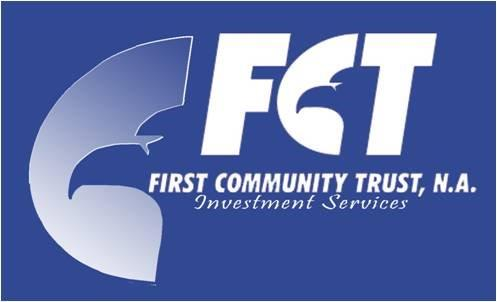 FCT
FIRST COMMUNITY TRUST, N.A.
Investment Services